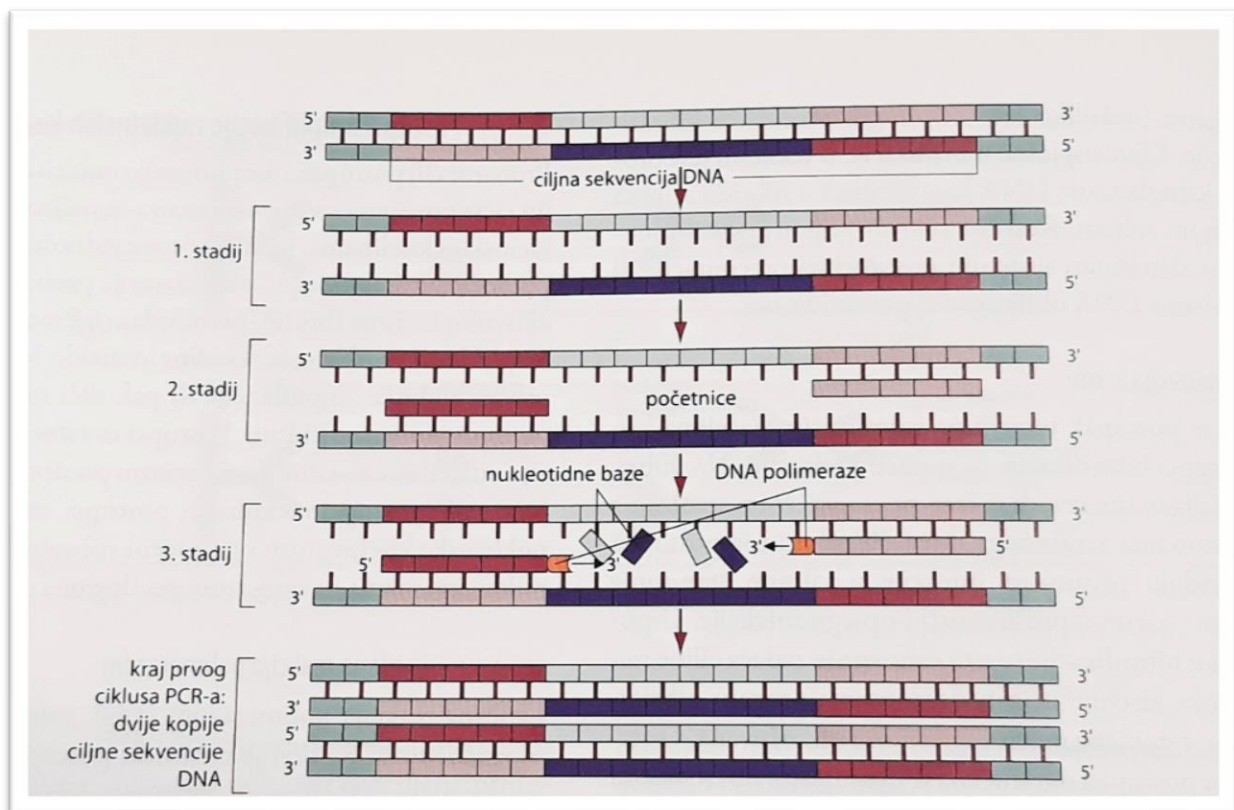 5'
3'
3'
5'
ciljna sekvencija DNA
1. stadij
5'
3'
3'
5'
2. stadij
5'
3'
početnice
3'
5'
nukleotidne baze
DNA polimeraze
3. stadij
5'
3'
3'
3'
5'
5'
3'
5'
kraj prvog
ciklusa PCR-a:
dvije kopije
ciljne sekvencije
DNA
5'
3'
3'
5'
5'
3'
3'
5'